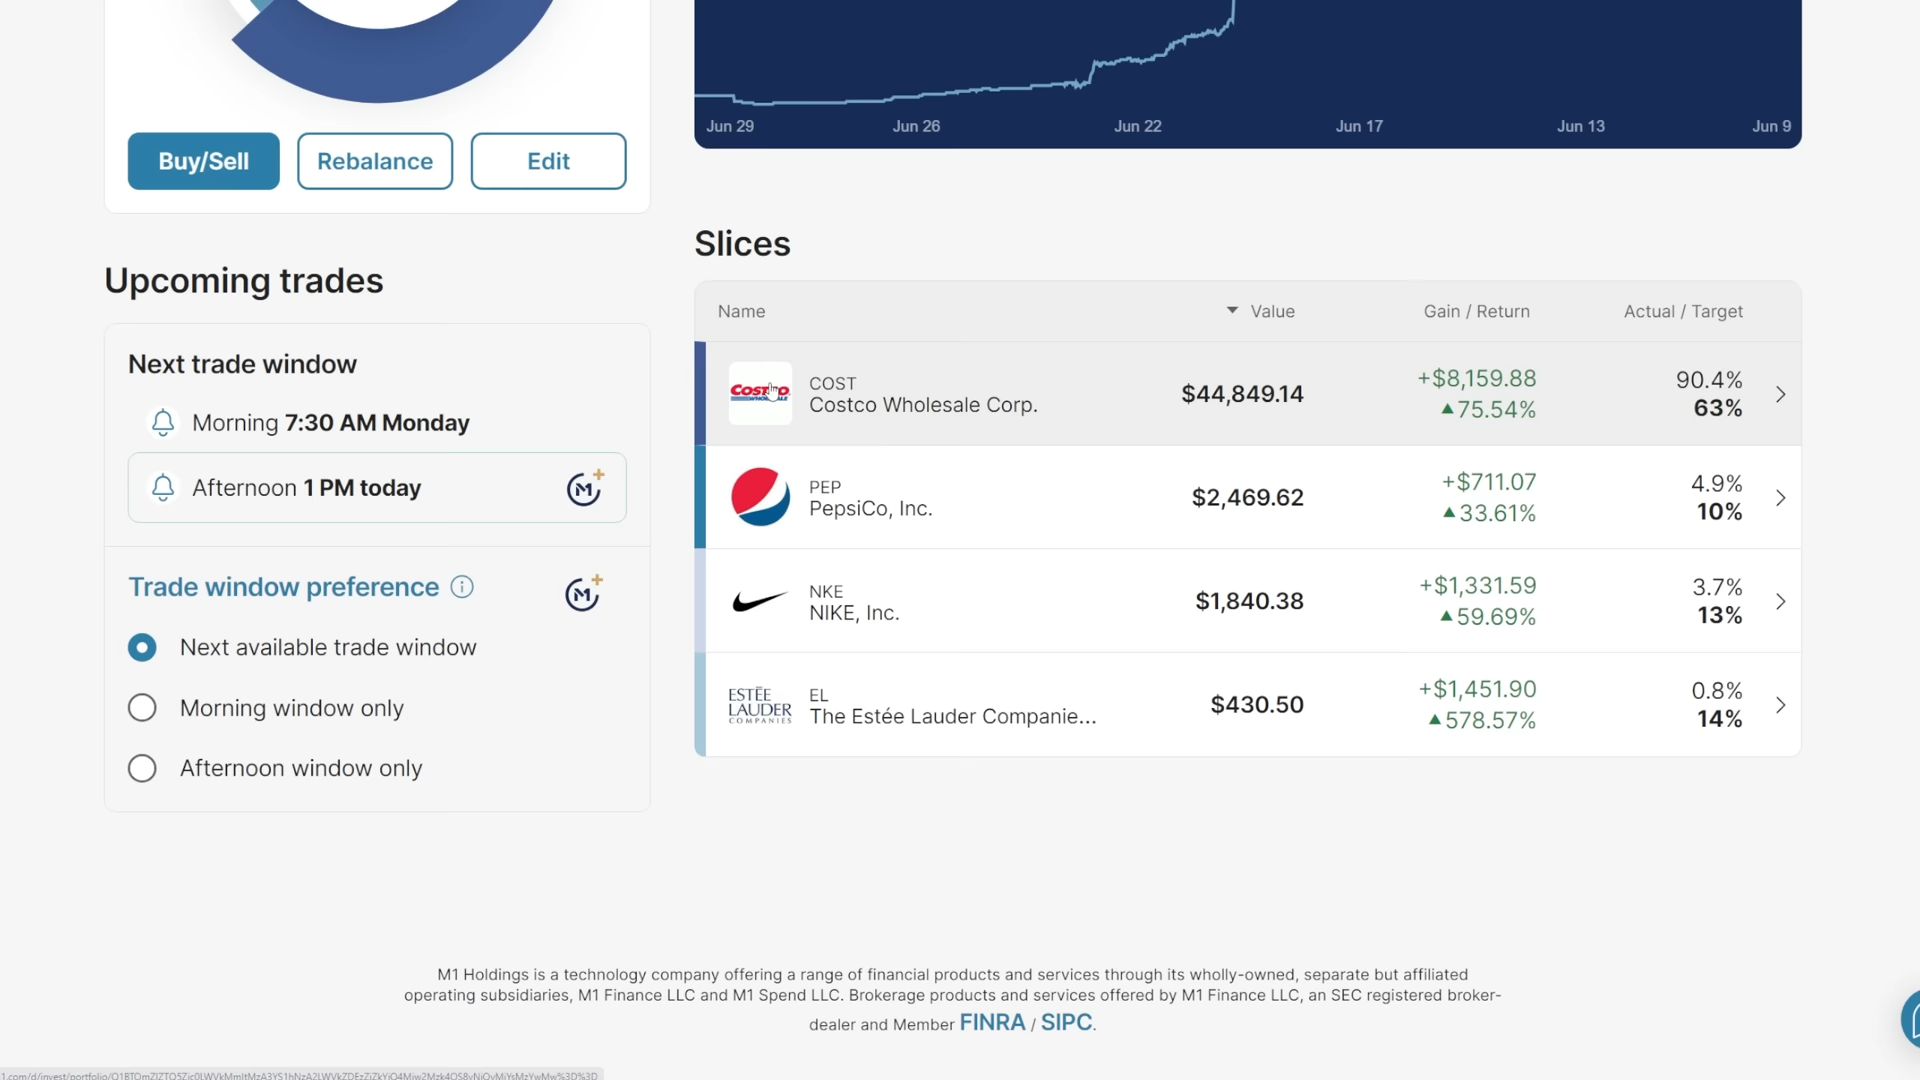 Buy/Sell
Rebalance
Edit
Jun 29
Jun 26
Jun 22
Jun 17
Jun 13
Jun 9
Upcoming trades
Next trade window
Morning 7:30 AM Monday
Afternoon 1 PM today
Trade window preference
Next available trade window
Morning window only
Afternoon window only
Slices
Name
Value
Gain / Return
Actual / Target
COSTCO
WHOLESALE
COST
Costco Wholesale Corp.
$44,849.14
+$8,159.88
75.54%
90.4%
63%
PEP
PepsiCo, Inc.
$2,469.62
+$711.07
33.61%
4.9%
10%
NKE
NIKE, Inc.
$1,840.38
+$1,331.59
59.69%
3.7%
13%
ESTĒE
LAUDER
COMPANIES
EL
The Estée Lauder Companie...
$430.50
+$1,451.90
578.57%
0.8%
14%
M1 Holdings is a technology company offering a range of financial products and services through its wholly-owned, separate but affiliated
operating subsidiaries, M1 Finance LLC and M1 Spend LLC. Brokerage products and services offered by M1 Finance LLC, an SEC registered broker-
dealer and Member FINRA / SIPC.